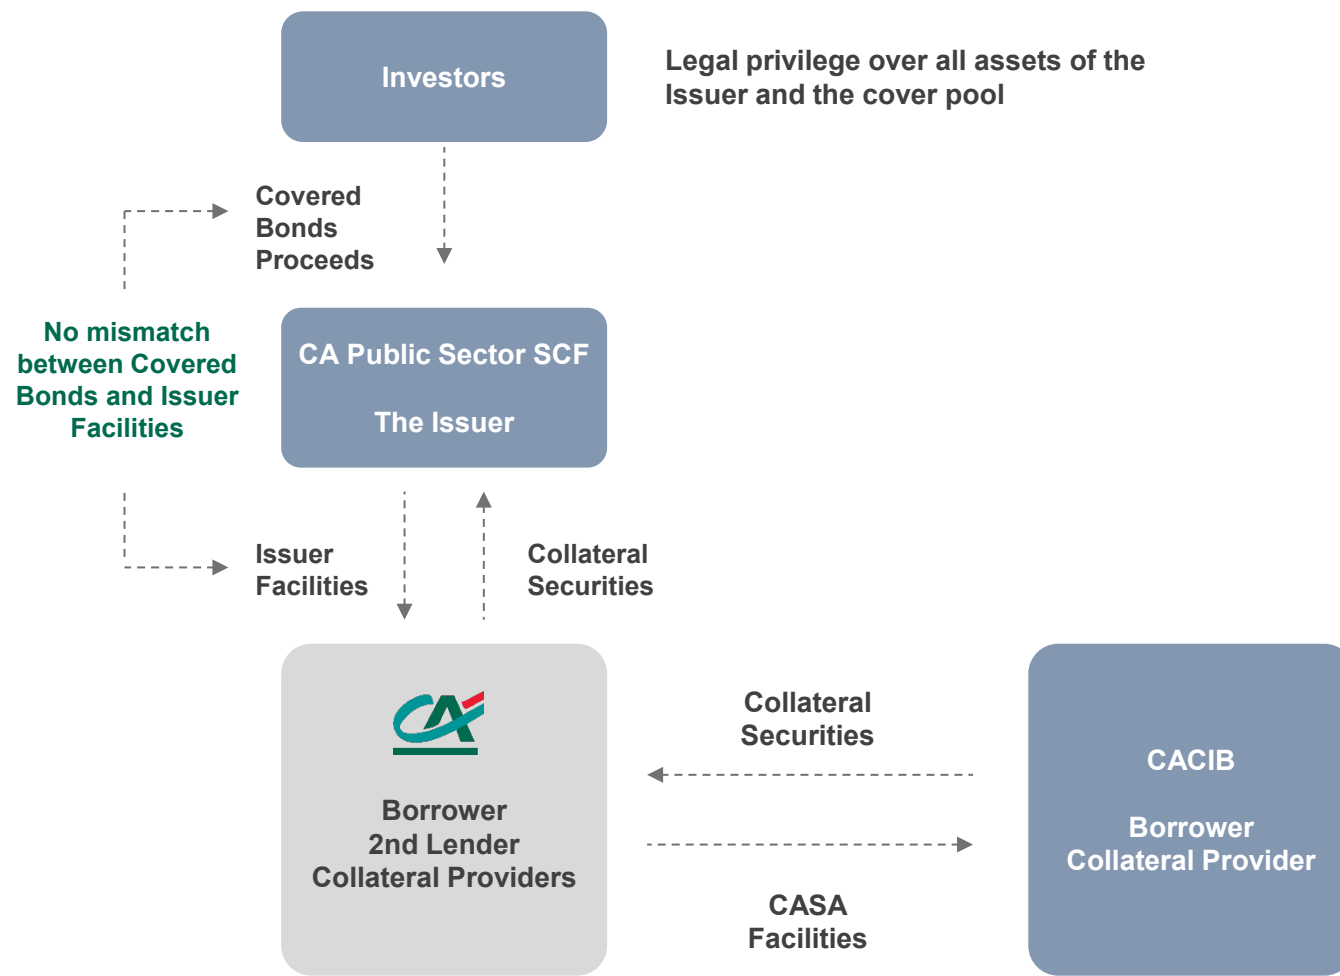 Investors
Legal privilege over all assets of the
Issuer and the cover pool
Covered
Bonds
Proceeds
No mismatch
between Covered
Bonds and Issuer
Facilities
CA Public Sector SCF
The Issuer
Issuer
Facilities
Collateral
Securities
CA
Borrower
2nd Lender
Collateral Providers
Collateral
Securities
CASA
Facilities
CACIB
Borrower
Collateral Provider